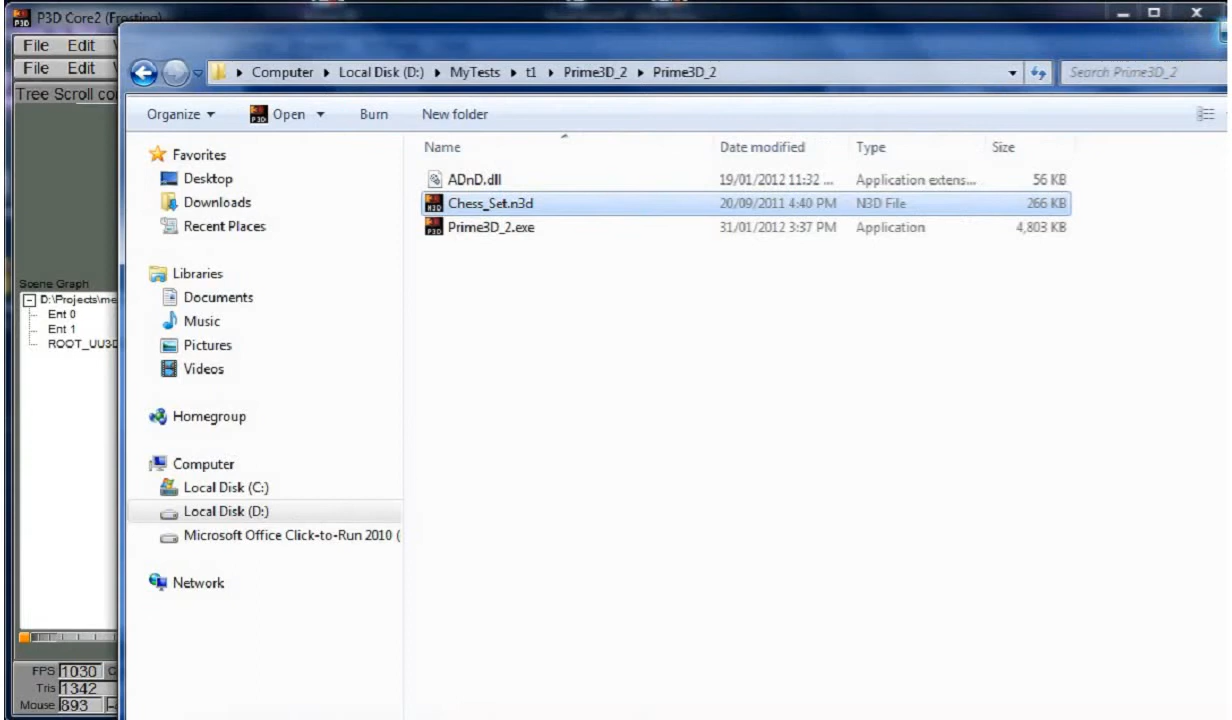 P3D Core2 (Frosting)
File Edit
File Edit
Tree Scroll co
Computer Local Disk (D:) MyTests t1 Prime3D_2 Prime3D_2
Search Prime3D_2
Organize Open Burn New folder
Favorites
Desktop
Downloads
Recent Places
Libraries
Documents
Music
Pictures
Videos
Homegroup
Computer
Local Disk (C:)
Local Disk (D:)
Microsoft Office Click-to-Run 2010 (
Network
Name Date modified Type Size
ADnD.dll 19/01/2012 11:32 ... Application extens... 56 KB
Chess_Set.n3d 20/09/2011 4:40 PM N3D File 266 KB
Prime3D_2.exe 31/01/2012 3:37 PM Application 4,803 KB
Scene Graph
D:\Projects\me
Ent 0
Ent 1
ROOT_UU3D
FPS 1030
Tris 1342
Mouse 893